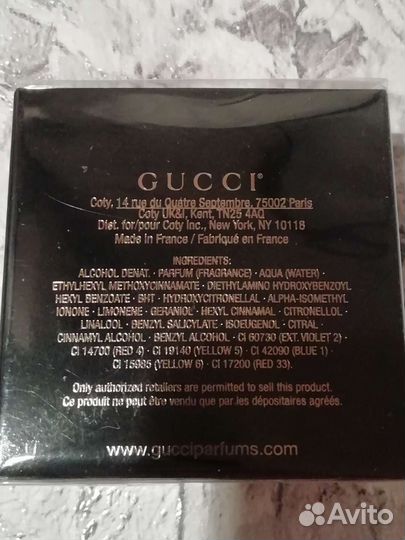 GUCCI®
Coty, 14 rue du Quatre Septembre, 75002 Paris
Coty UK&I, Kent, TN25 4AQ
Dist. for/pour Coty Inc., New York, NY 10118
Made in France / Fabriqué en France
INGREDIENTS:
ALCOHOL DENAT. • PARFUM (FRAGRANCE) • AQUA (WATER) •
ETHYLHEXYL METHOXYCINNAMATE • DIETHYLAMINO HYDROXYBENZOYL
HEXYL BENZOATE • BHT • HYDROXYCITRONELLAL • ALPHA-ISOMETHYL
IONONE • LIMONENE • GERANIOL • HEXYL CINNAMAL • CITRONELLOL •
LINALOOL • BENZYL SALICYLATE • ISOEUGENOL • CITRAL •
CINNAMYL ALCOHOL • BENZYL ALCOHOL • CI 60730 (EXT. VIOLET 2) •
CI 14700 (RED 4) • CI 19140 (YELLOW 5) • CI 42090 (BLUE 1) •
CI 15985 (YELLOW 6) • CI 17200 (RED 33).
Only authorized retailers are permitted to sell this product.
Ce produit ne peut être vendu que par les dépositaires agréés.
www.gucciparfums.com
Avito